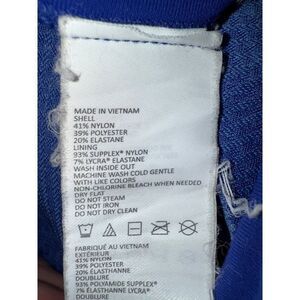 MADE IN VIETNAM
SHELL
41% NYLON
39% POLYESTER
20% ELASTANE
LINING
93% SUPPLEX® NYLON
7% LYCRA® ELASTANE
WASH INSIDE OUT
MACHINE WASH COLD GENTLE
WITH LIKE COLORS
NON-CHLORINE BLEACH WHEN NEEDED
DRY FLAT
DO NOT STEAM
DO NOT IRON
DO NOT DRY CLEAN
FABRIQUÉ AU VIETNAM
EXTÉRIEUR
41% NYLON
39% POLYESTER
20% ÉLASTHANNE
DOUBLURE
93% POLYAMIDE SUPPLEX®
7% ÉLASTHANNE LYCRA®
DOUBLURE